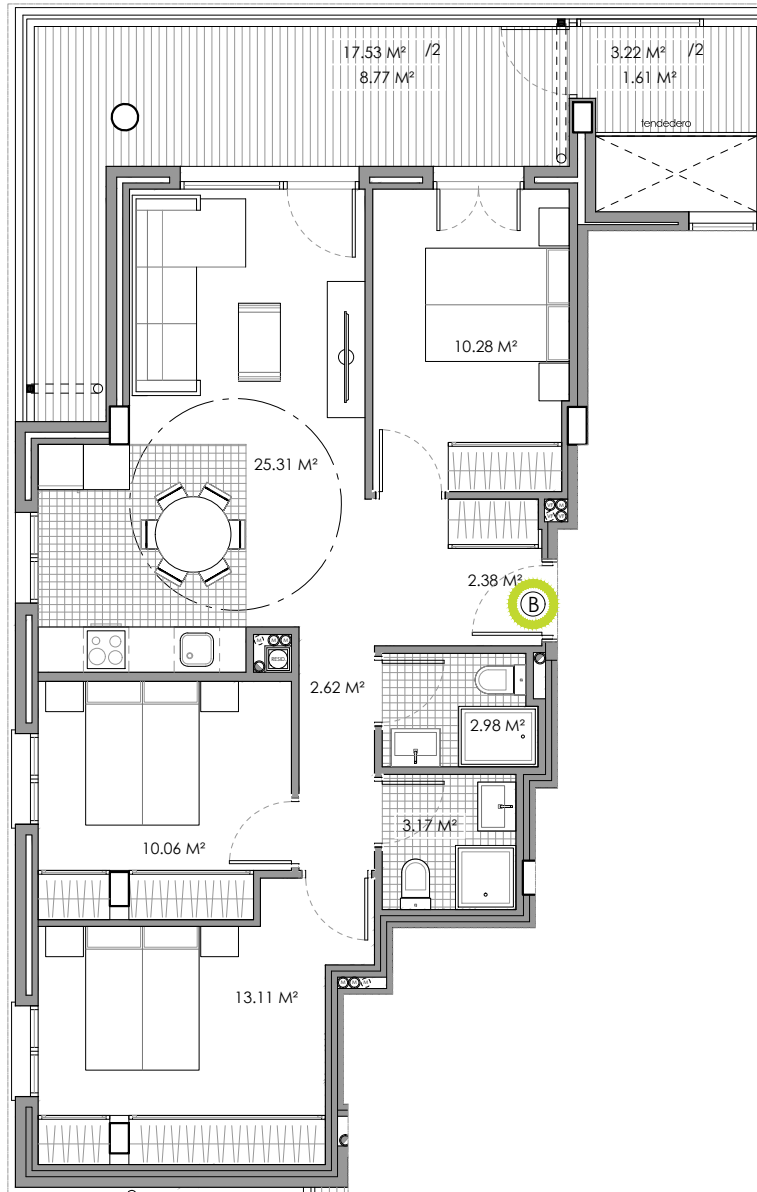 17.53 M² /2
8.77 M²
3.22 M² /2
1.61 M²
tendedero
10.28 M²
25.31 M²
2.38 M²
B
2.62 M²
RESID.
2.98 M²
3.17 M²
10.06 M²
13.11 M²